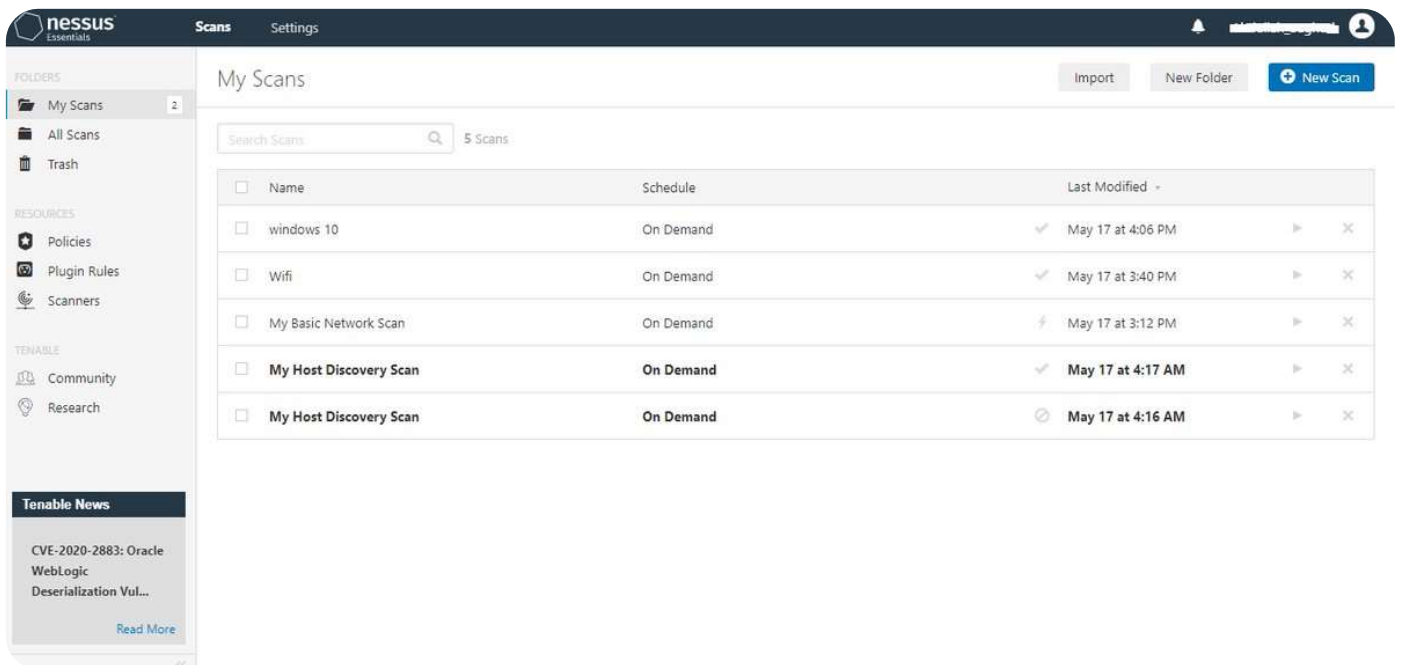 nessus
Essentials
Scans
Settings
FOLDERS
My Scans 2
All Scans
Trash
RESOURCES
Policies
Plugin Rules
Scanners
TENABLE
Community
Research
Tenable News
CVE-2020-2883: Oracle
WebLogic
Deserialization Vul...
Read More
My Scans
Import
New Folder
New Scan
Search Scans
5 Scans
Name Schedule Last Modified
windows 10 On Demand May 17 at 4:06 PM
Wifi On Demand May 17 at 3:40 PM
My Basic Network Scan On Demand May 17 at 3:12 PM
My Host Discovery Scan On Demand May 17 at 4:17 AM
My Host Discovery Scan On Demand May 17 at 4:16 AM